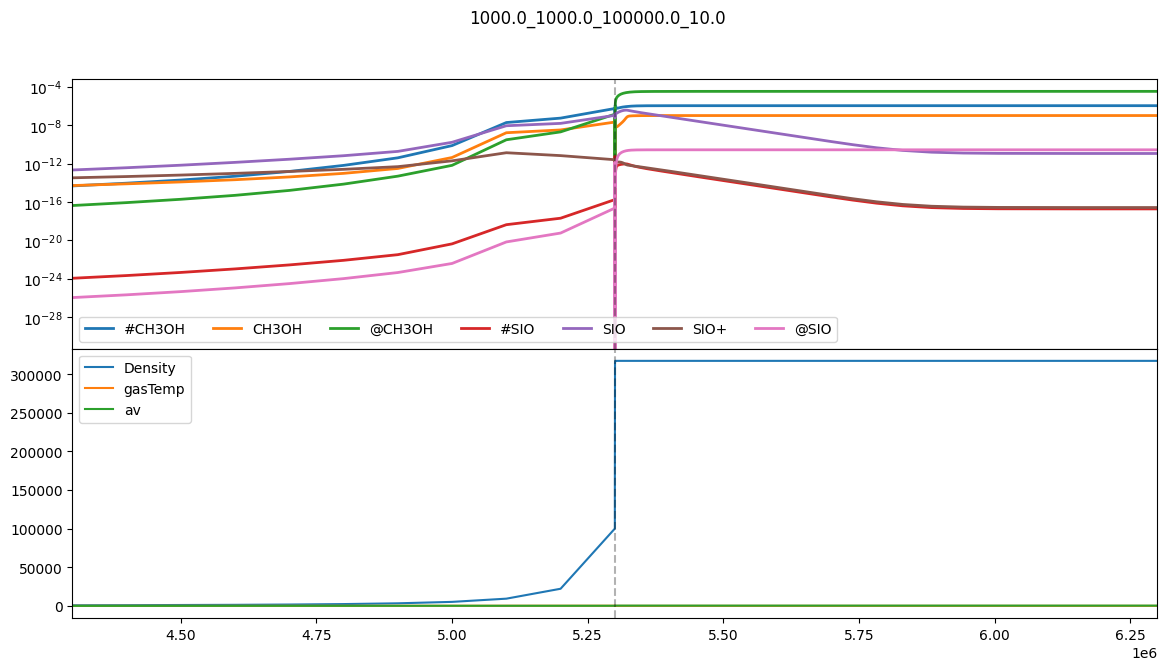 1000.0_1000.0_100000.0_10.0
10⁻⁴
10⁻⁸
10⁻¹²
10⁻¹⁶
10⁻²⁰
10⁻²⁴
10⁻²⁸
#CH3OH CH3OH @CH3OH #SIO SIO SIO+ @SIO
Density
gasTemp
av
300000
250000
200000
150000
100000
50000
0
4.50 4.75 5.00 5.25 5.50 5.75 6.00 6.25
1e6